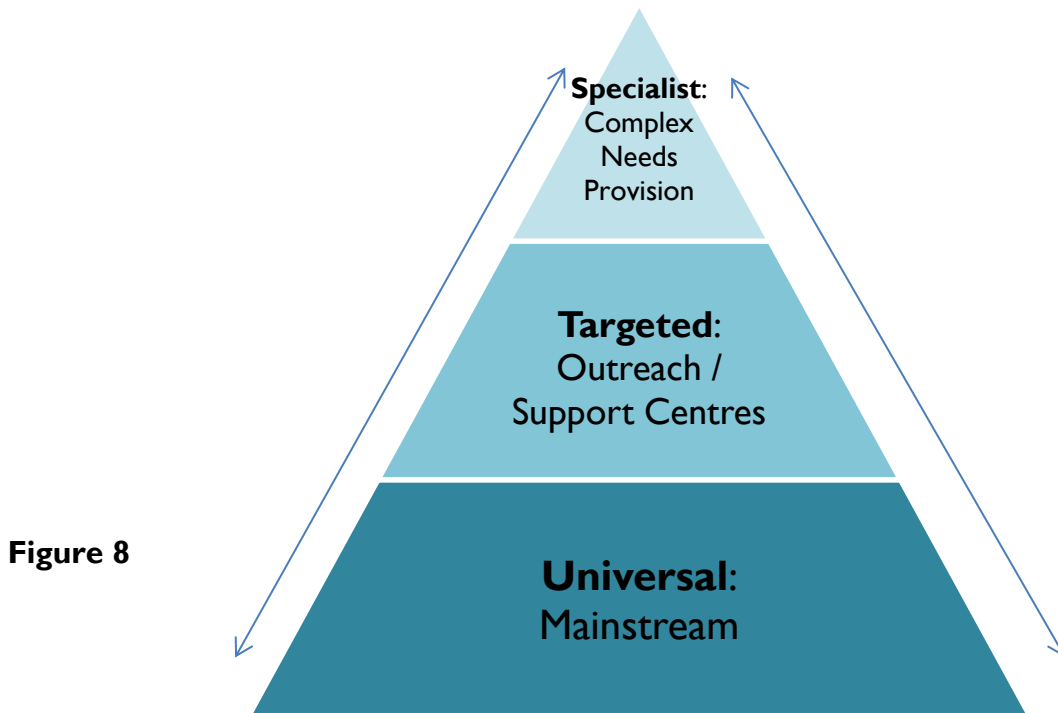 Specialist:
Complex
Needs
Provision
Targeted:
Outreach /
Support Centres
Figure 8
Universal:
Mainstream